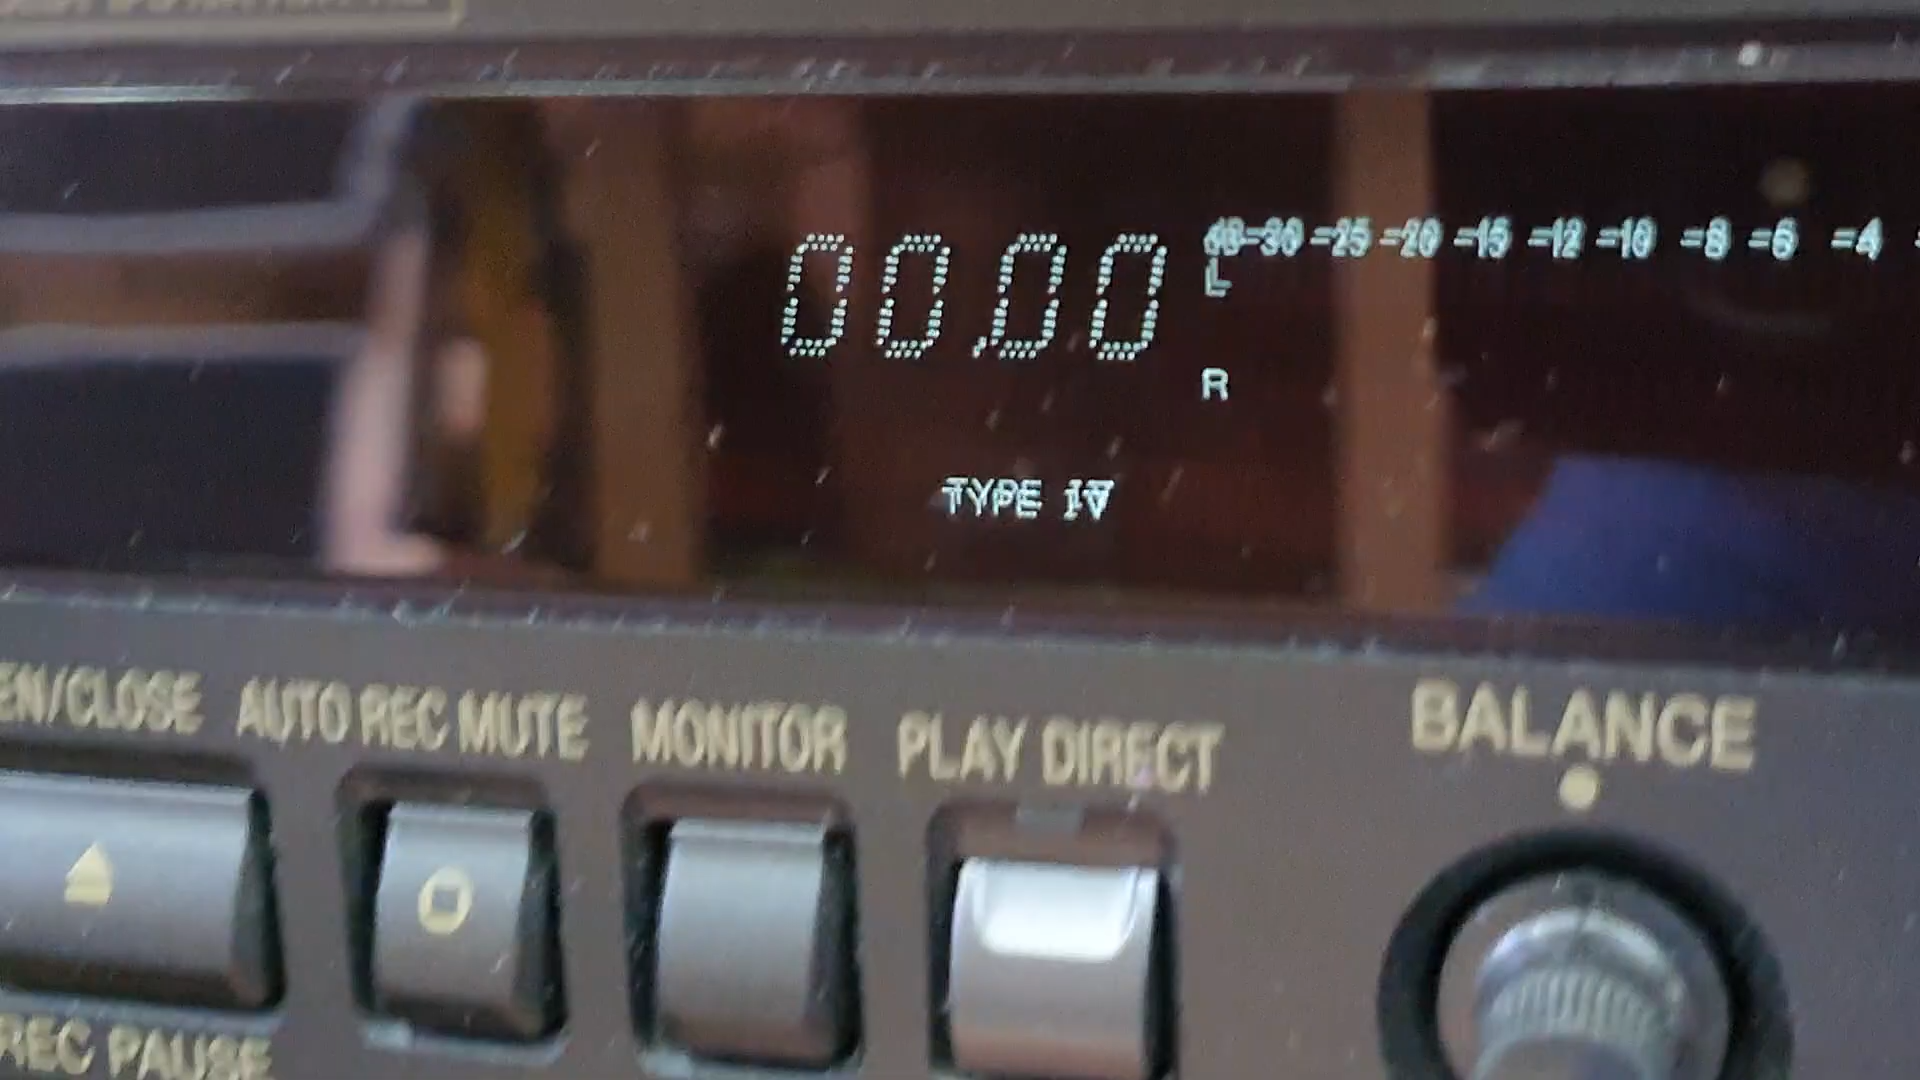 00.00
dB -30 -25 -20 -15 -12 -10 -8 -6 -4
L
R
TYPE IV
EN/CLOSE AUTO REC MUTE MONITOR PLAY DIRECT BALANCE
REC PAUSE